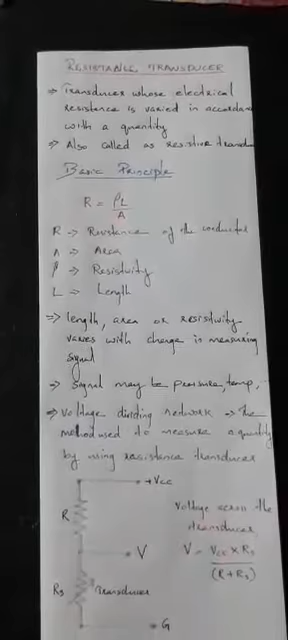 RESISTANCE TRANSDUCER
⇒ Transducer whose electrical
resistance is varied in accordan
with a quantity
⇒ Also called as resistive transd
Basic Principle
R = ρL/A
R ⇒ Resistance of the conductor
A ⇒ Area
ρ ⇒ Resistivity
L ⇒ Length
⇒ length, area or resistivity
varies with change in measuring
signal
⇒ Signal may be pressure, temp,
⇒ Voltage dividing network ⇒ The
method used to measure a quantity
by using resistance transducer
+Vcc
R
V
Rs
Transducer
G
Voltage across the
transducer
V = Vcc × Rs / (R+Rs)